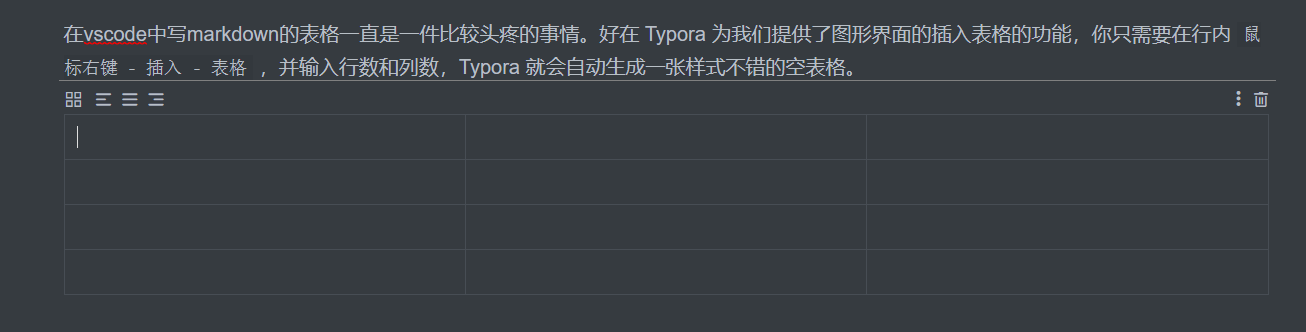 在vscode中写markdown的表格一直是一件比较头疼的事情。好在 Typora 为我们提供了图形界面的插入表格的功能，你只需要在行内 鼠
标右键 - 插入 - 表格 ，并输入行数和列数，Typora 就会自动生成一张样式不错的空表格。